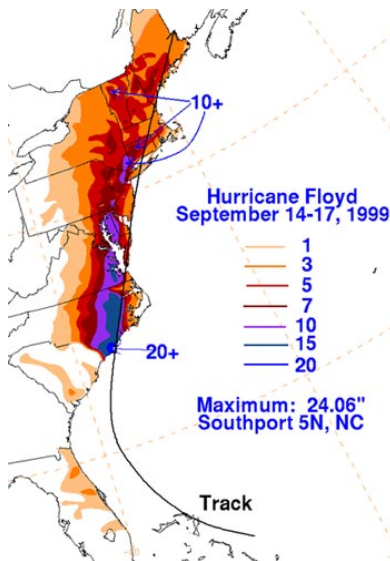 10+
Hurricane Floyd
September 14-17, 1999
1
3
5
7
10
15
20
20+
Maximum: 24.06"
Southport 5N, NC
Track